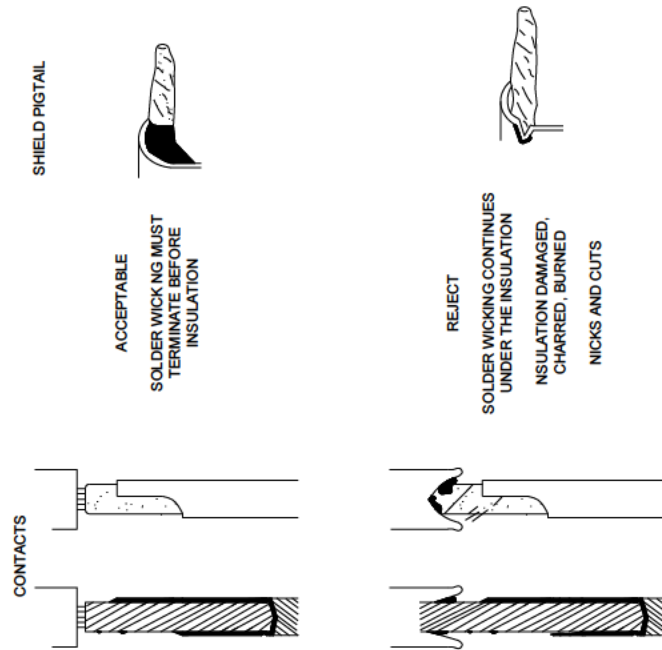 CONTACTS
SHIELD PIGTAIL
ACCEPTABLE
SOLDER WICK NG MUST
TERMINATE BEFORE
INSULATION
REJECT
SOLDER WICKING CONTINUES
UNDER THE INSULATION
NSULATION DAMAGED,
CHARRED, BURNED
NICKS AND CUTS